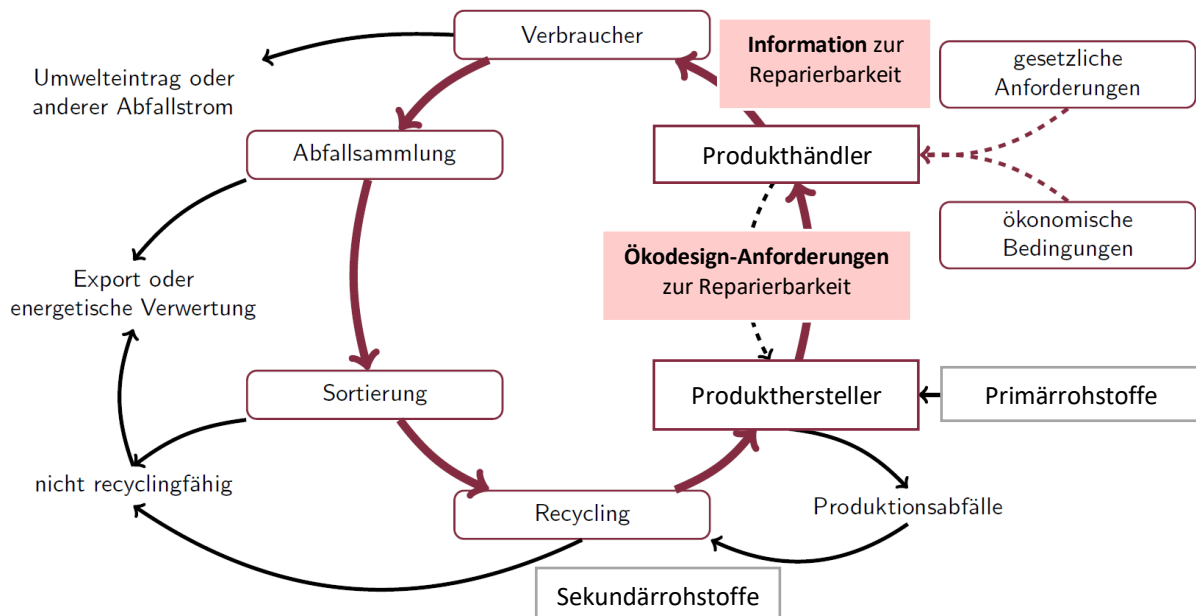 Verbraucher
Information zur
Reparierbarkeit
gesetzliche
Anforderungen
Umwelteintrag oder
anderer Abfallstrom
Abfallsammlung
Produkthändler
ökonomische
Bedingungen
Ökodesign-Anforderungen
zur Reparierbarkeit
Export oder
energetische Verwertung
Sortierung
Produkthersteller
Primärrohstoffe
nicht recyclingfähig
Recycling
Produktionsabfälle
Sekundärrohstoffe